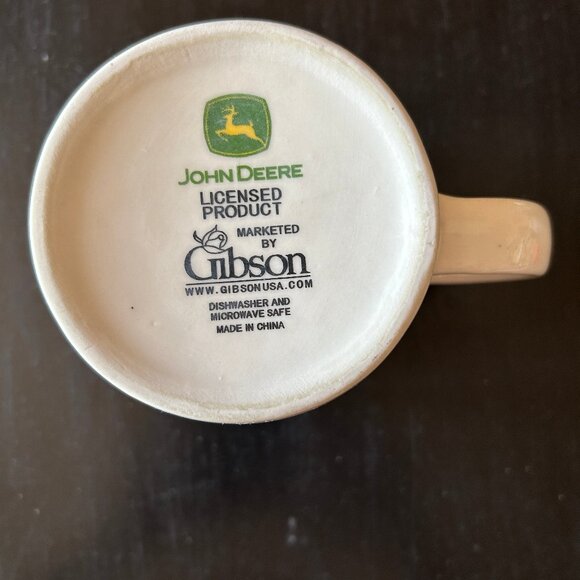 JOHN DEERE
LICENSED
PRODUCT
MARKETED
BY
Gibson
WWW.GIBSONUSA.COM
DISHWASHER AND
MICROWAVE SAFE
MADE IN CHINA